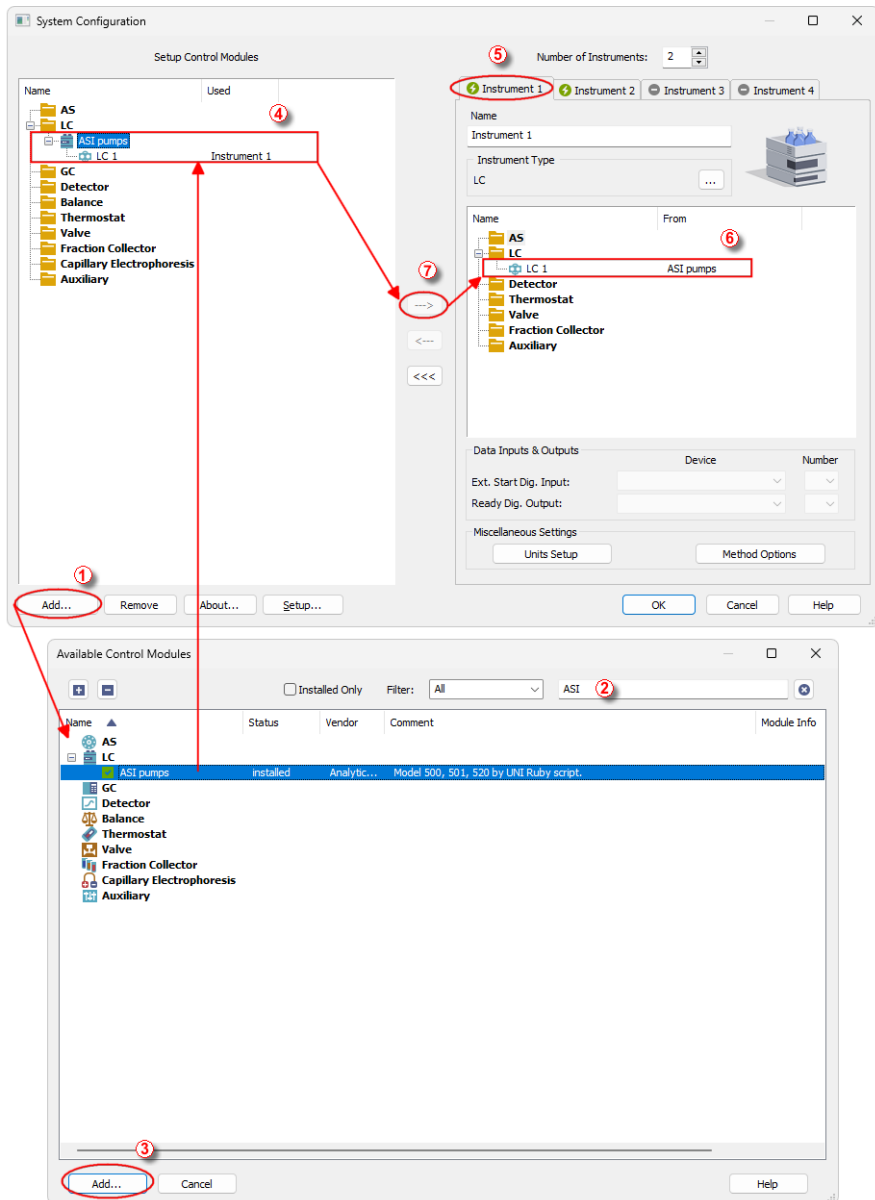 System Configuration
Setup Control Modules
⑤ Number of Instruments: 2
Name Used
④
AS
LC
ASI pumps
LC 1 Instrument 1
GC
Detector
Balance
Thermostat
Valve
Fraction Collector
Capillary Electrophoresis
Auxiliary
⑦
--->
<---
<<<
Instrument 1 Instrument 2 Instrument 3 Instrument 4
Name
Instrument 1
Instrument Type
LC ...
Name From
⑥
AS
LC
LC 1 ASI pumps
Detector
Thermostat
Valve
Fraction Collector
Auxiliary
Data Inputs & Outputs
Device Number
Ext. Start Dig. Input:
Ready Dig. Output:
Miscellaneous Settings
Units Setup Method Options
①
Add... Remove About... Setup... OK Cancel Help
Available Control Modules
Installed Only Filter: All ASI ②
Name Status Vendor Comment Module Info
AS
LC
ASI pumps installed Analytic... Model 500, 501, 520 by UNI Ruby script.
GC
Detector
Balance
Thermostat
Valve
Fraction Collector
Capillary Electrophoresis
Auxiliary
③
Add... Cancel Help